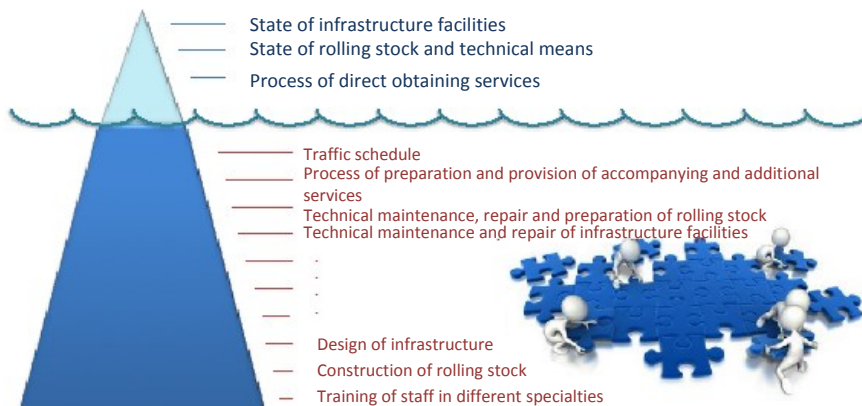 State of infrastructure facilities
State of rolling stock and technical means
Process of direct obtaining services
Traffic schedule
Process of preparation and provision of accompanying and additional
services
Technical maintenance, repair and preparation of rolling stock
Technical maintenance and repair of infrastructure facilities
.
.
.
Design of infrastructure
Construction of rolling stock
Training of staff in different specialties